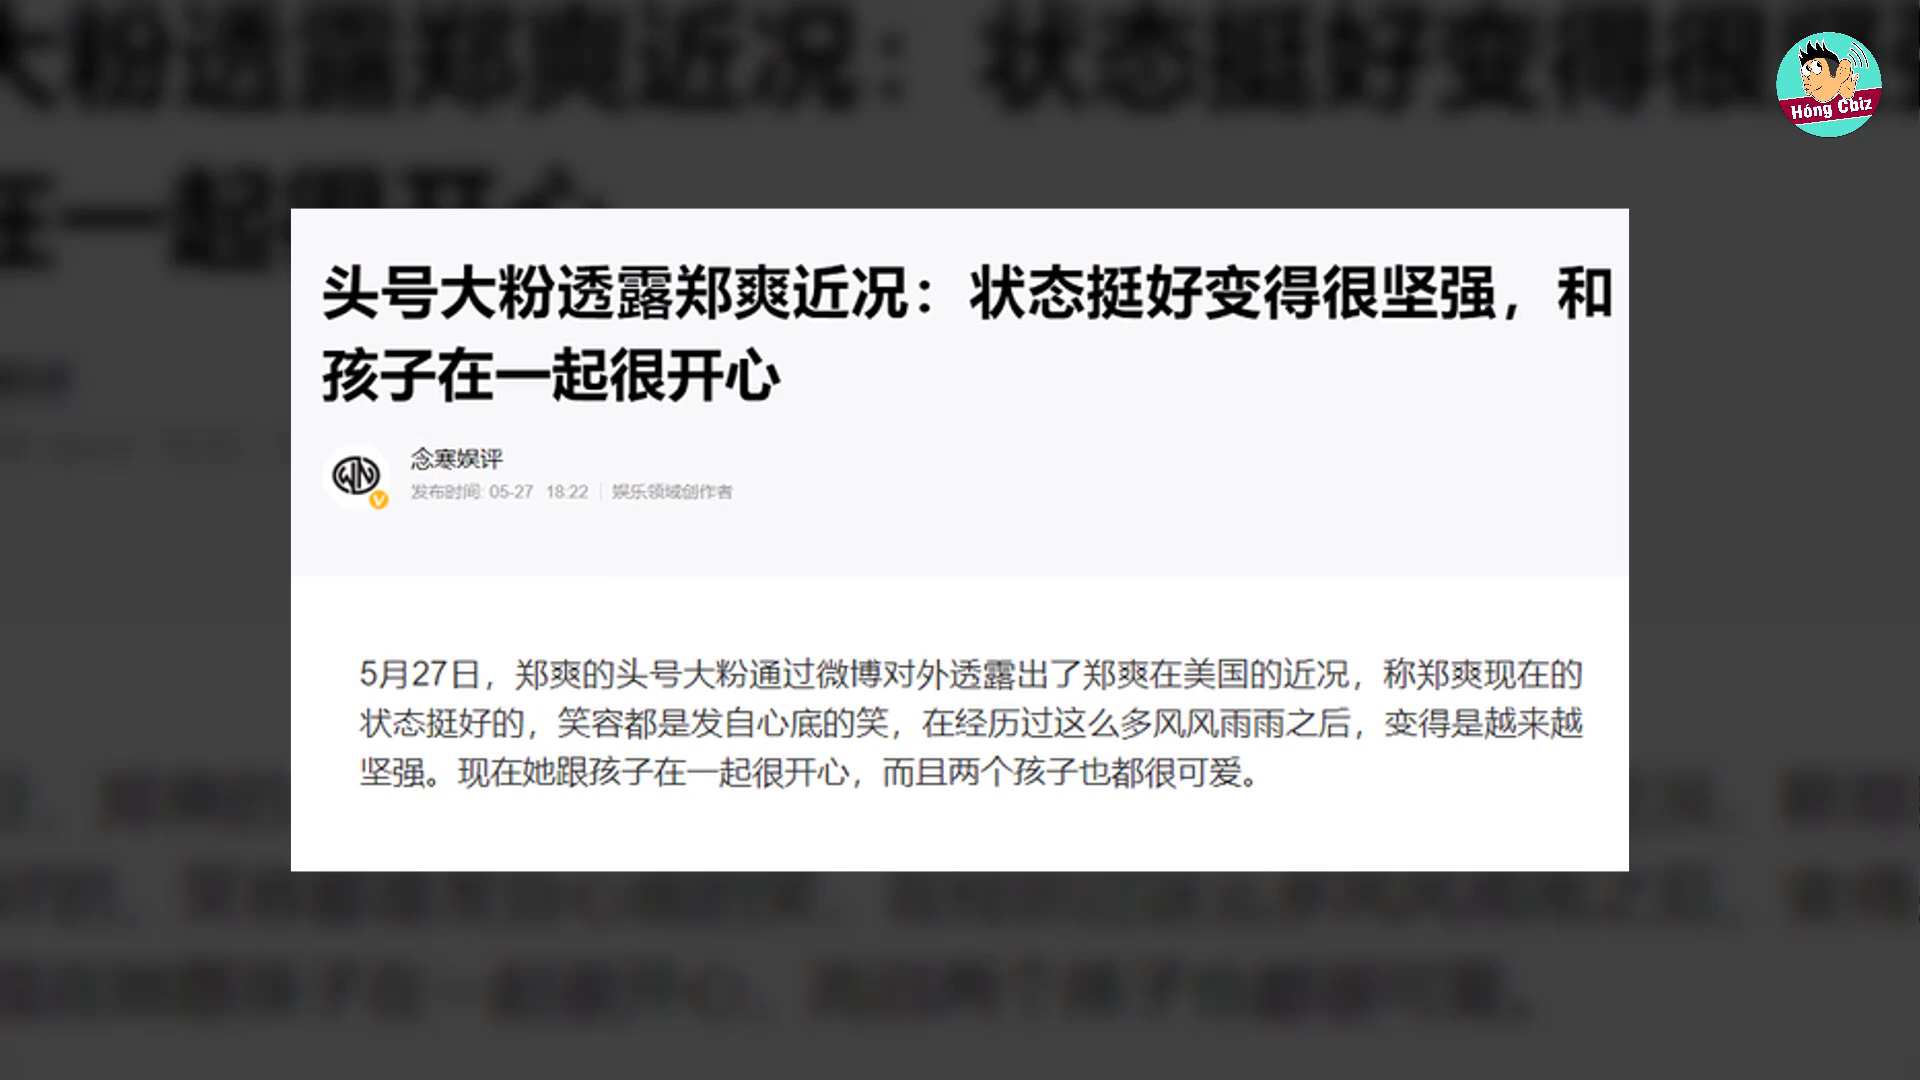 头号大粉透露郑爽近况：状态挺好变得很坚强，和
孩子在一起很开心
念寒娱评
发布时间: 05-27 18:22 | 娱乐领域创作者
5月27日，郑爽的头号大粉通过微博对外透露出了郑爽在美国的近况，称郑爽现在的
状态挺好的，笑容都是发自心底的笑，在经历过这么多风风雨雨之后，变得是越来越
坚强。现在她跟孩子在一起很开心，而且两个孩子也都很可爱。
Hóng Cbiz